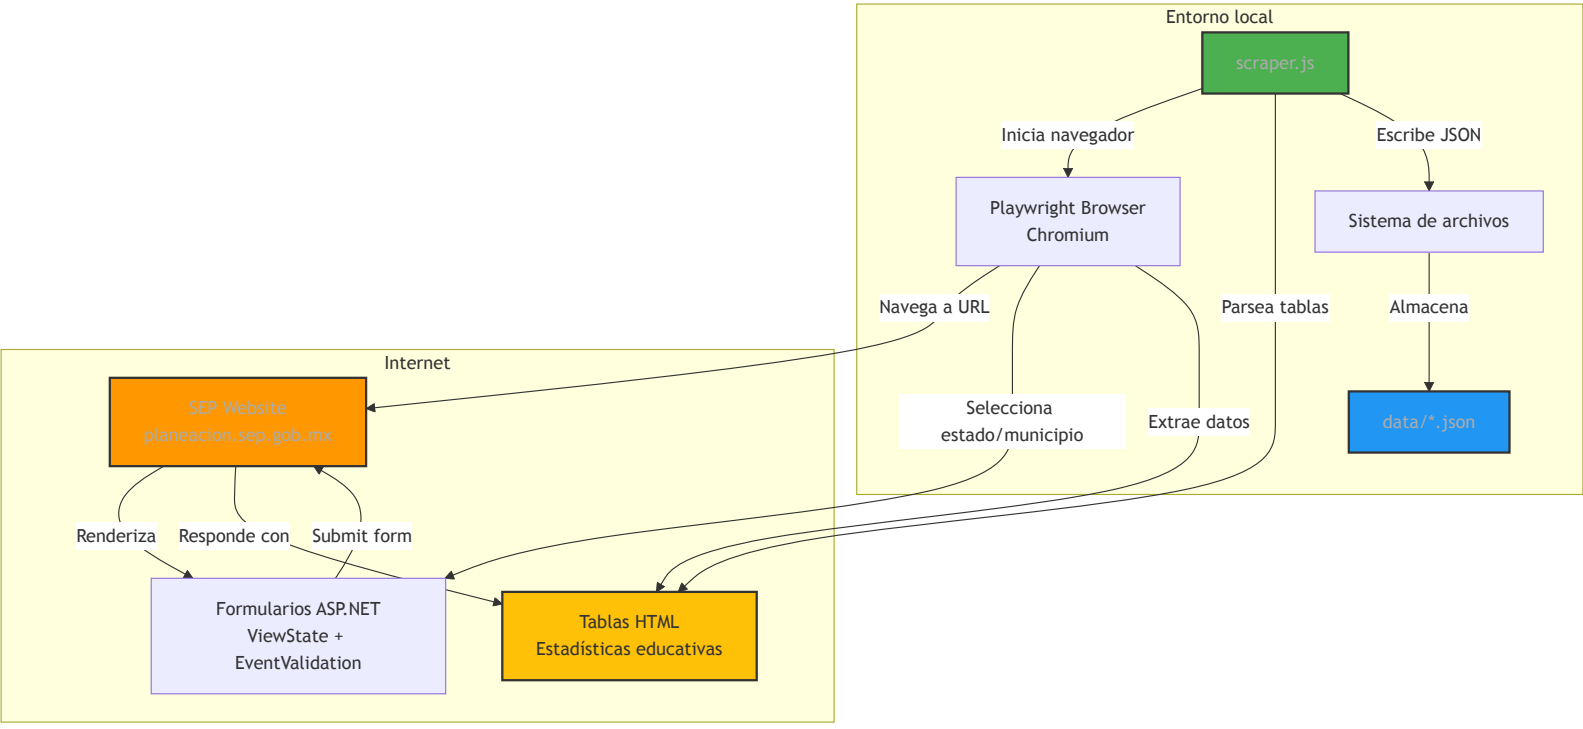 Entorno local
scraper.js
Inicia navegador
Escribe JSON
Playwright Browser
Chromium
Sistema de archivos
Navega a URL
Parsea tablas
Almacena
Internet
SEP Website
planeacion.sep.gob.mx
Selecciona
estado/municipio
Extrae datos
data/*.json
Renderiza
Responde con
Submit form
Formularios ASP.NET
ViewState +
EventValidation
Tablas HTML
Estadísticas educativas